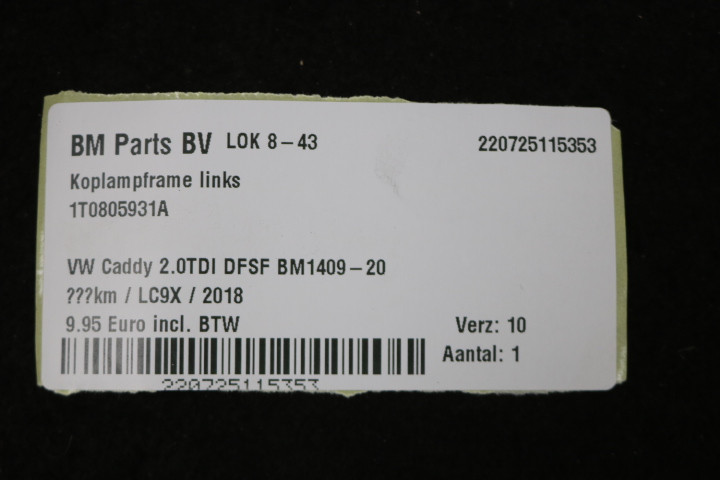 BM Parts BV LOK 8-43 220725115353
Koplampframe links
1T0805931A
VW Caddy 2.0TDI DFSF BM1409-20
???km / LC9X / 2018
9.95 Euro incl. BTW Verz: 10
Aantal: 1
220725115353